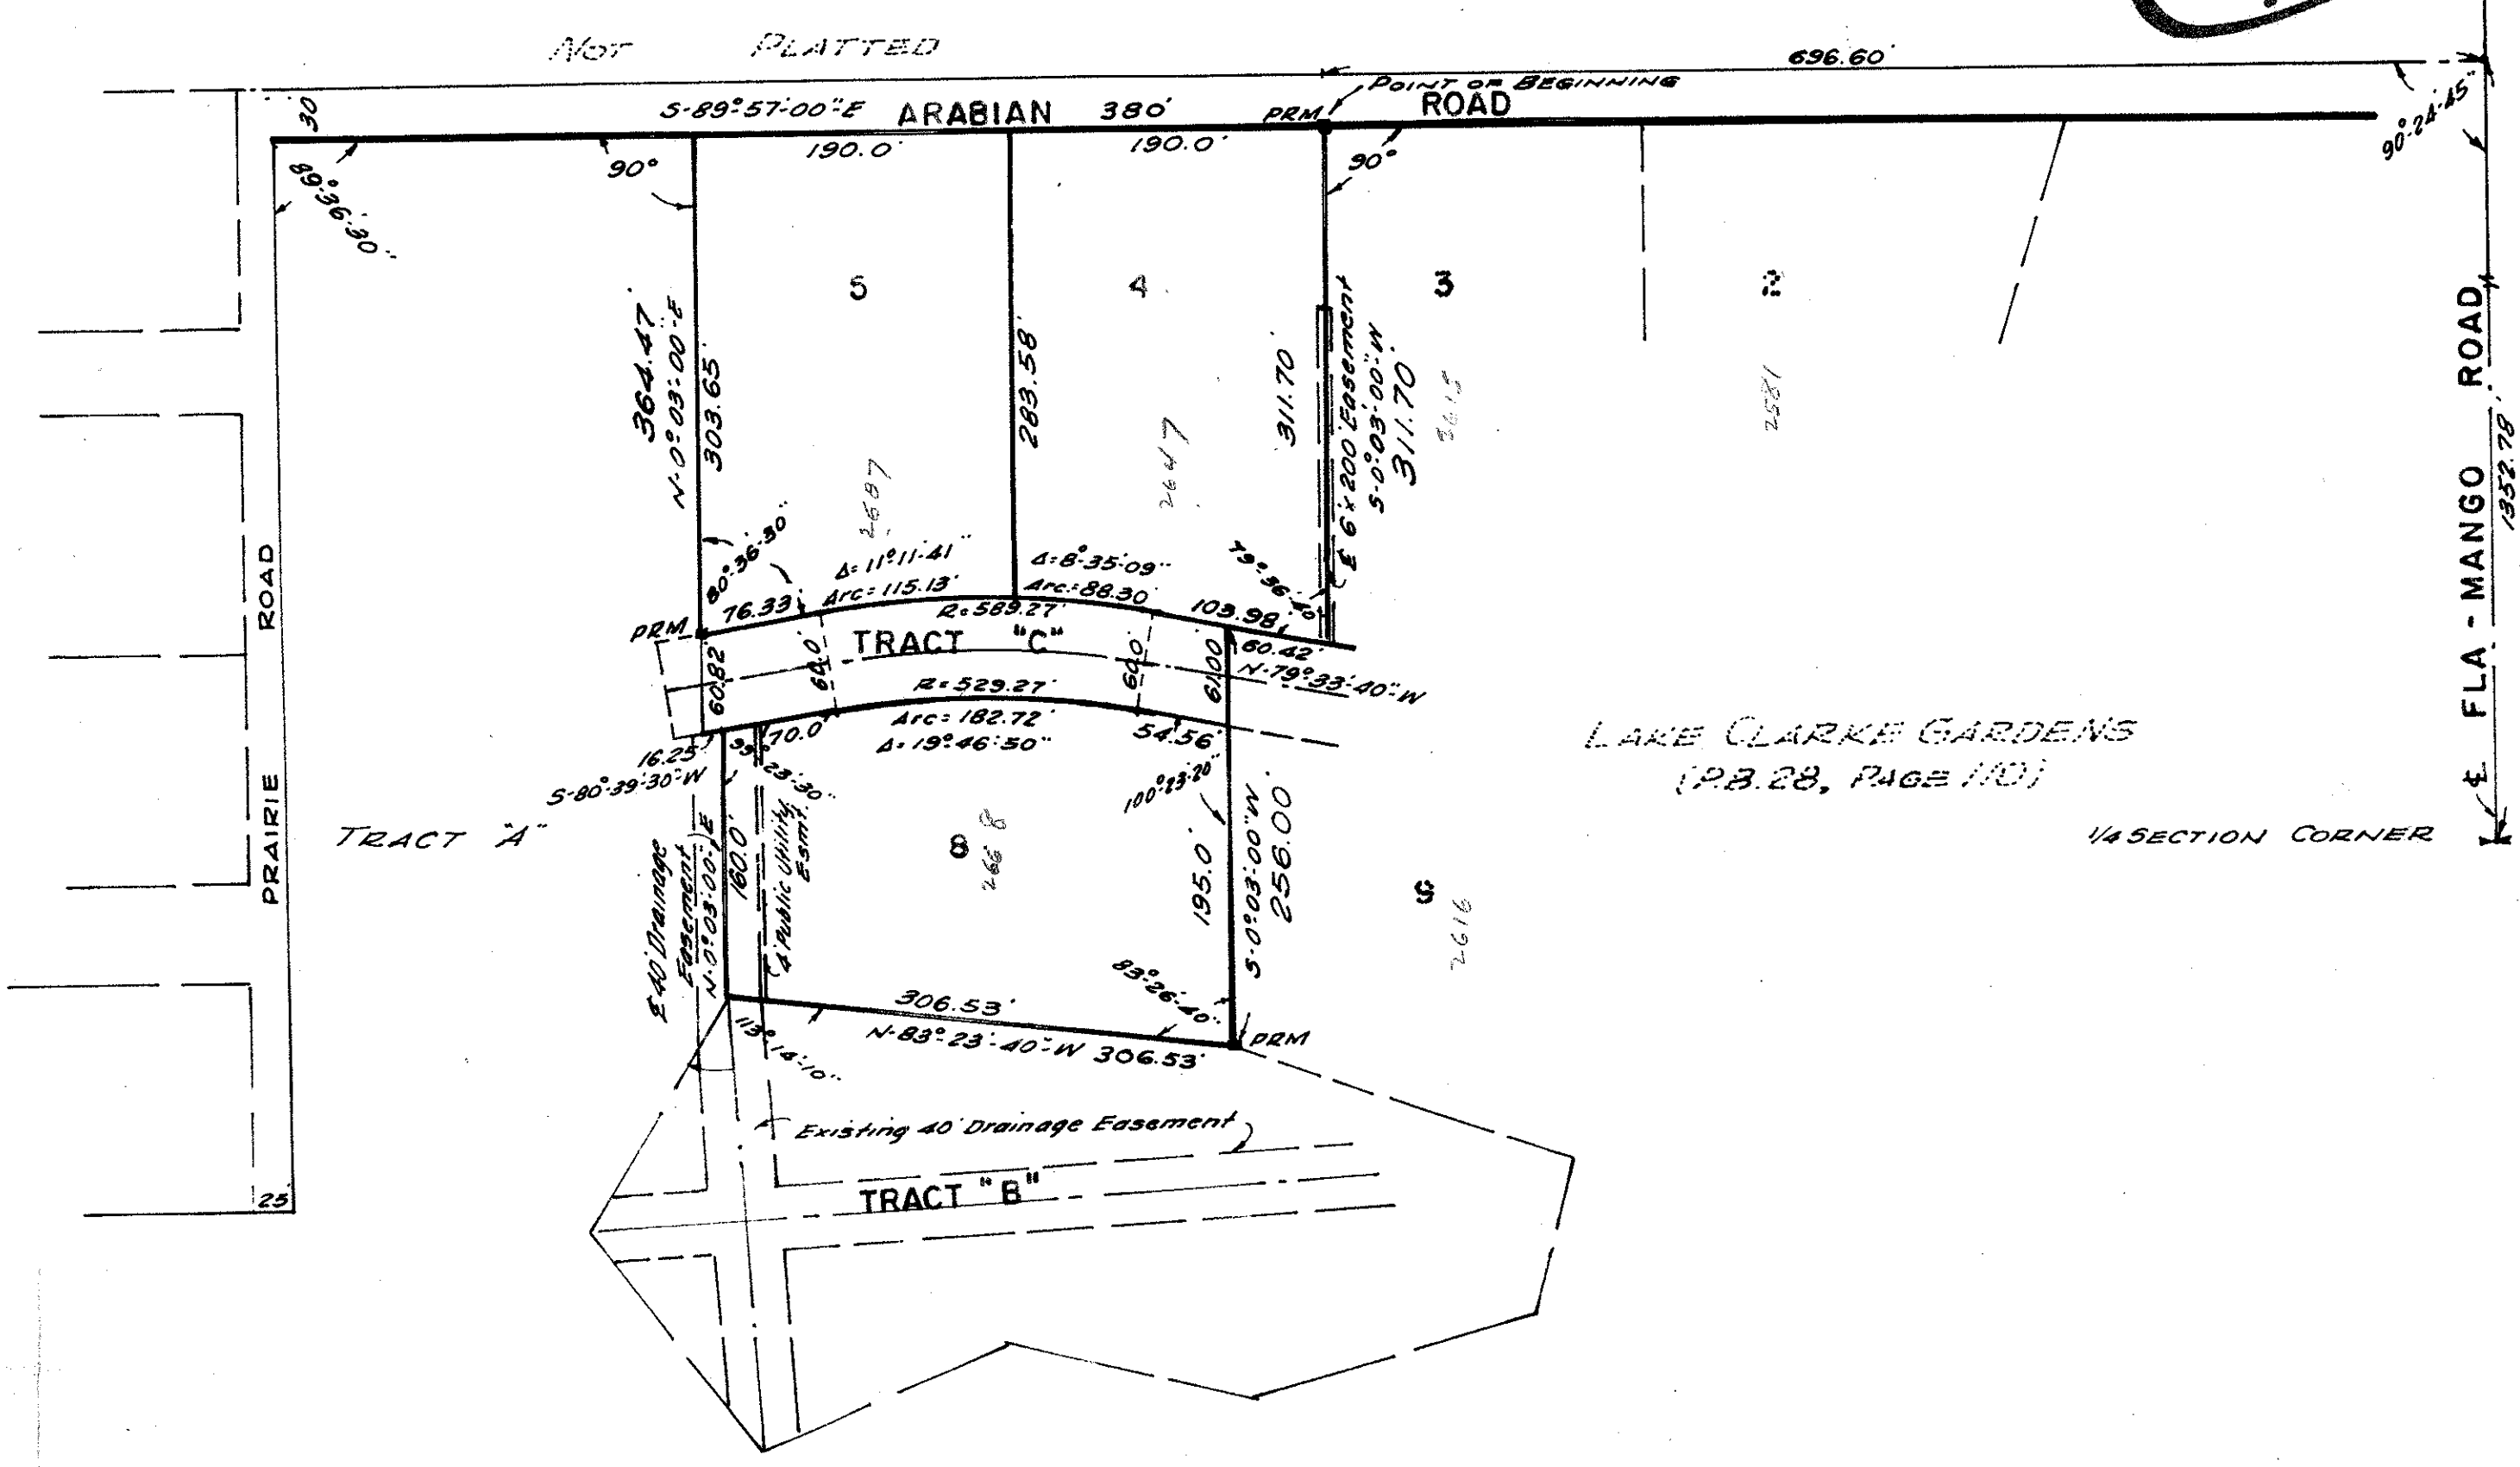 NOT PLATTED
696.60'
POINT OF BEGINNING
30
S-89°-57'-00"-E ARABIAN 380' PRM ROAD
90°-24'-45"
190.0' 190.0'
90° 90°
5 4 3 2
364.47'
N-0°-03'-00"-E
303.65'
283.58'
311.70'
℄ 6'x200' Easement
S-0°-03'-00"-W
311.70'
2615
2581
2687
2647
℄ FLA-MANGO ROAD
1352.78'
80°-36'-30"
Δ=11°-11'-41"
Arc=115.13'
Δ=8°-35'-09"
Arc=88.30'
79°-36'-40"
76.33'
R=589.27'
103.98'
PRM
TRACT "C"
60.82'
60.0'
60.0'
61.00'
60.42'
N-79°-33'-40"-W
R=529.27'
Arc=182.72'
Δ=19°-46'-50"
16.25'
70.0'
54.56'
S-80°-39'-30"-W
100°-23'-20"
PRAIRIE ROAD
TRACT "A"
LAKE CLARKE GARDENS
(P.B.28, PAGE 110)
1/4 SECTION CORNER
℄ 40' Drainage
Easement
N-0°-03'-00"-E
160.0'
4' Public Utility
Esmt.
8
2668
195.0'
S-0°-03'-00"W
256.00'
9
2616
83°-26'-40"
306.53'
N-83°-23'-40"-W 306.53'
PRM
113°-14'-10"
Existing 40' Drainage Easement
TRACT "B"
25'